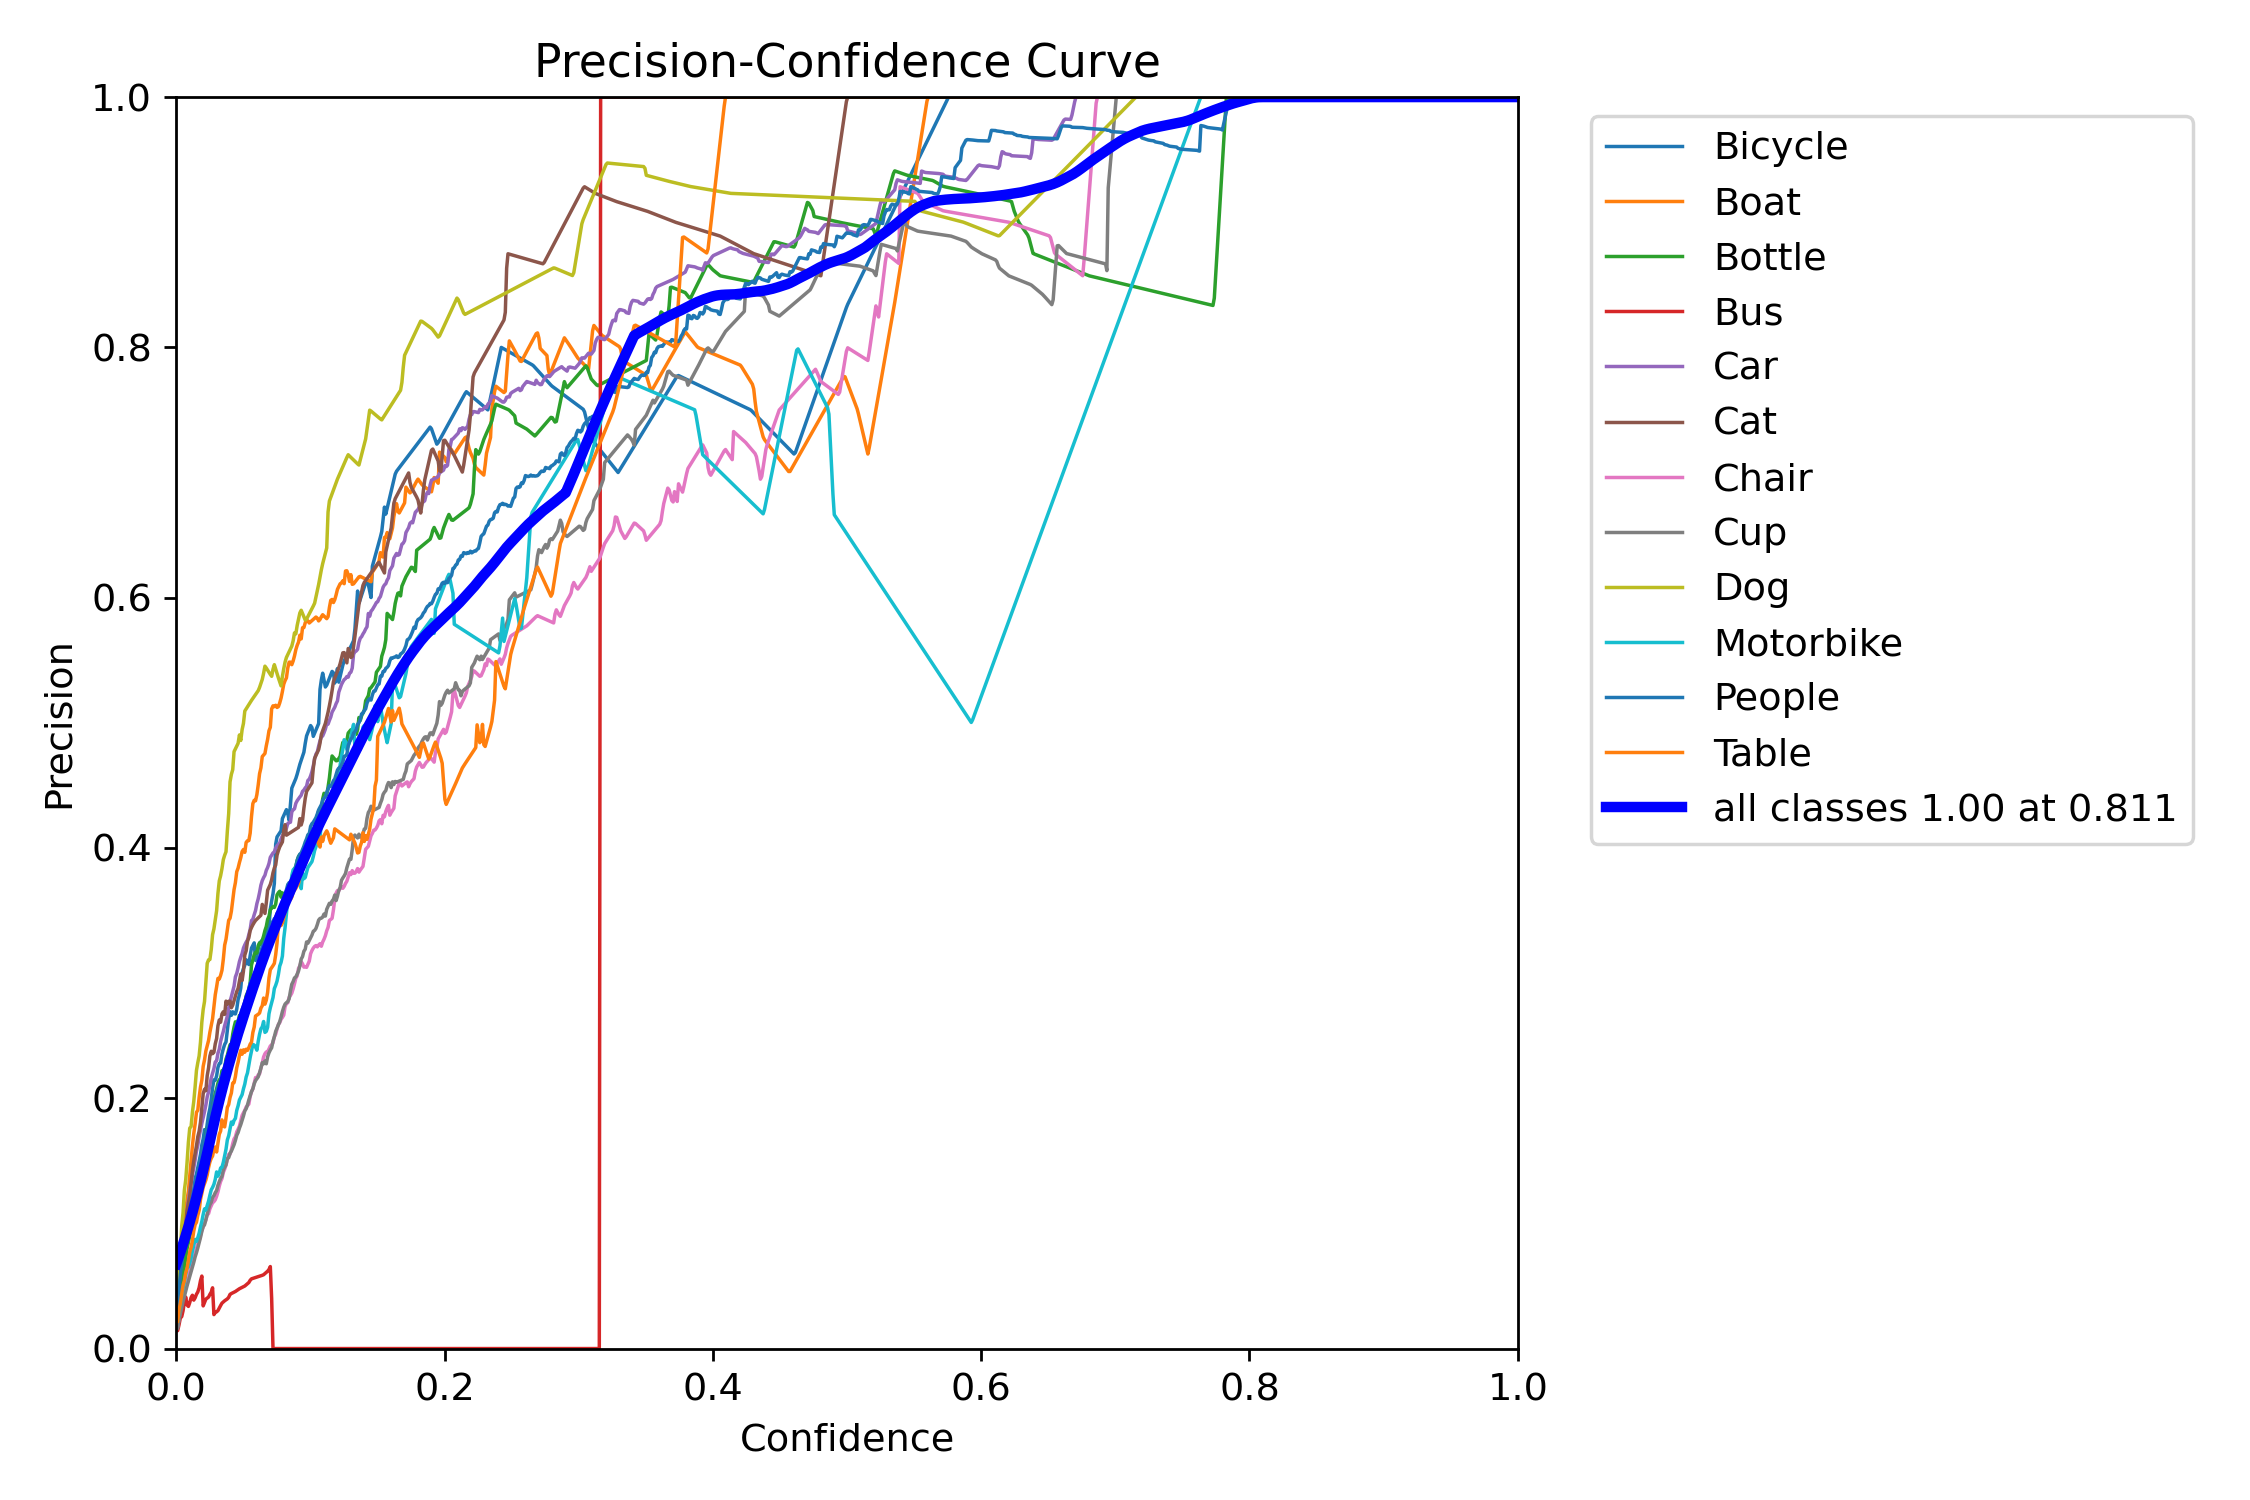 Precision-Confidence Curve
1.0
0.8
0.6
0.4
0.2
0.0
Precision
0.0 0.2 0.4 0.6 0.8 1.0
Confidence
Bicycle
Boat
Bottle
Bus
Car
Cat
Chair
Cup
Dog
Motorbike
People
Table
all classes 1.00 at 0.811